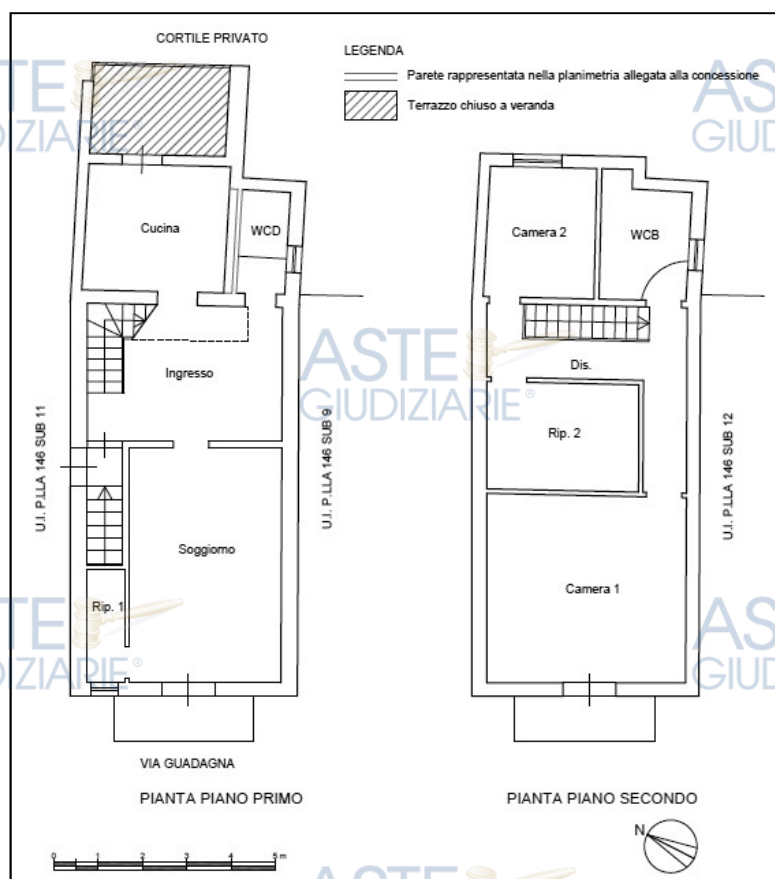 CORTILE PRIVATO
LEGENDA
Parete rappresentata nella planimetria allegata alla concessione
Terrazzo chiuso a veranda
ASTE
GIUDIZIARIE®
Cucina
WCD
Camera 2
WCB
Ingresso
Dis.
Rip. 2
U.I. P.LLA 146 SUB 11
U.I. P.LLA 146 SUB 9
U.I. P.LLA 146 SUB 12
Soggiorno
Rip. 1
Camera 1
VIA GUADAGNA
PIANTA PIANO PRIMO
PIANTA PIANO SECONDO
N
0 1 2 3 4 5 m